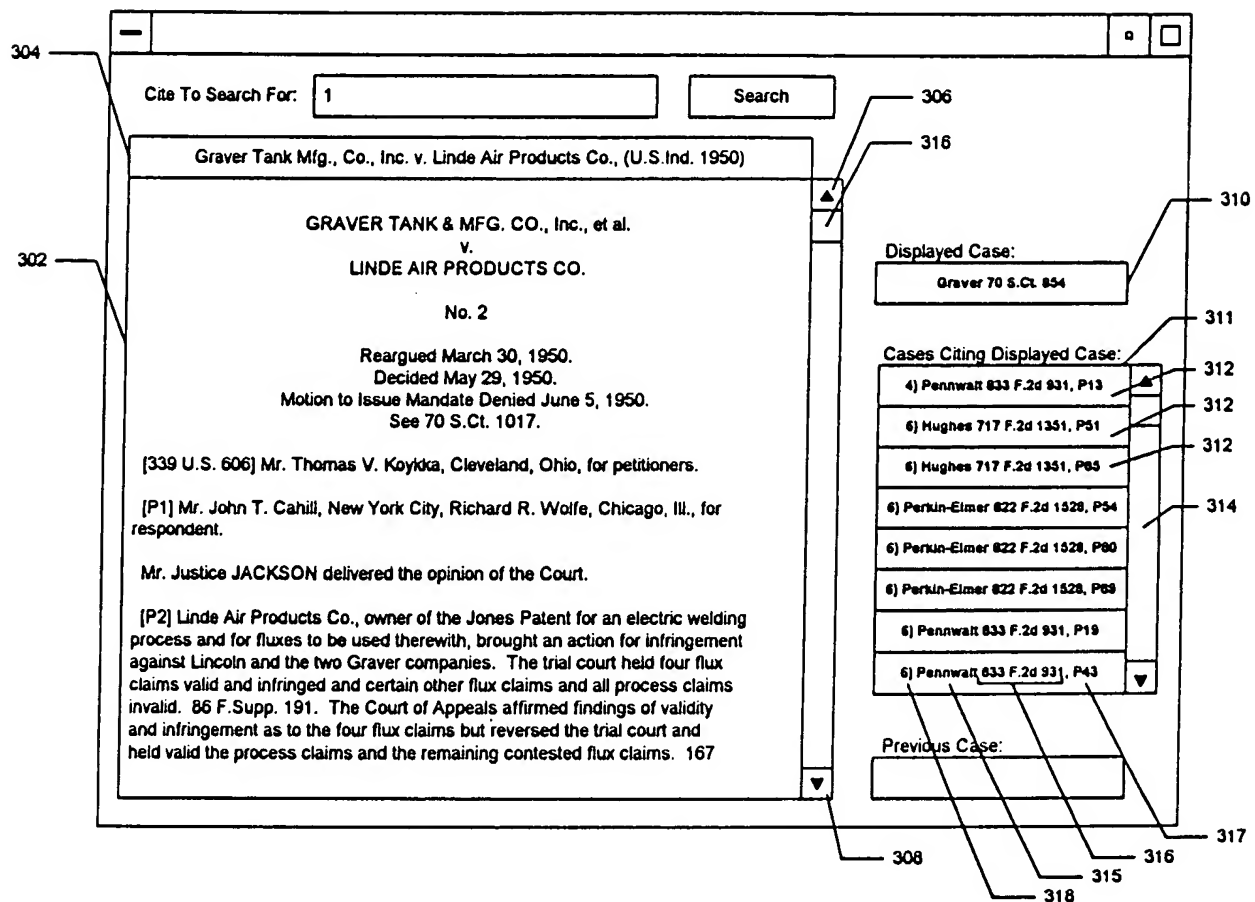 304
Cite To Search For:
1
Search
306
316
Graver Tank Mfg., Co., Inc. v. Linde Air Products Co., (U.S.Ind. 1950)
310
302
GRAVER TANK & MFG. CO., Inc., et al.
v.
LINDE AIR PRODUCTS CO.
No. 2
Reargued March 30, 1950.
Decided May 29, 1950.
Motion to Issue Mandate Denied June 5, 1950.
See 70 S.Ct. 1017.
[339 U.S. 606] Mr. Thomas V. Koykka, Cleveland, Ohio, for petitioners.
[P1] Mr. John T. Cahill, New York City, Richard R. Wolfe, Chicago, Ill., for
respondent.
Mr. Justice JACKSON delivered the opinion of the Court.
[P2] Linde Air Products Co., owner of the Jones Patent for an electric welding
process and for fluxes to be used therewith, brought an action for infringement
against Lincoln and the two Graver companies. The trial court held four flux
claims valid and infringed and certain other flux claims and all process claims
invalid. 86 F.Supp. 191. The Court of Appeals affirmed findings of validity
and infringement as to the four flux claims but reversed the trial court and
held valid the process claims and the remaining contested flux claims. 167
Displayed Case:
Graver 70 S.Ct. 854
311
Cases Citing Displayed Case:
312
4) Pennwalt 833 F.2d 931, P13
312
6) Hughes 717 F.2d 1351, P51
312
6) Hughes 717 F.2d 1351, P65
6) Perkin-Elmer 822 F.2d 1528, P54
314
6) Perkin-Elmer 822 F.2d 1528, P60
6) Perkin-Elmer 822 F.2d 1528, P69
6) Pennwalt 833 F.2d 931, P19
6) Pennwalt 833 F.2d 931, P43
Previous Case:
317
308
316
315
318